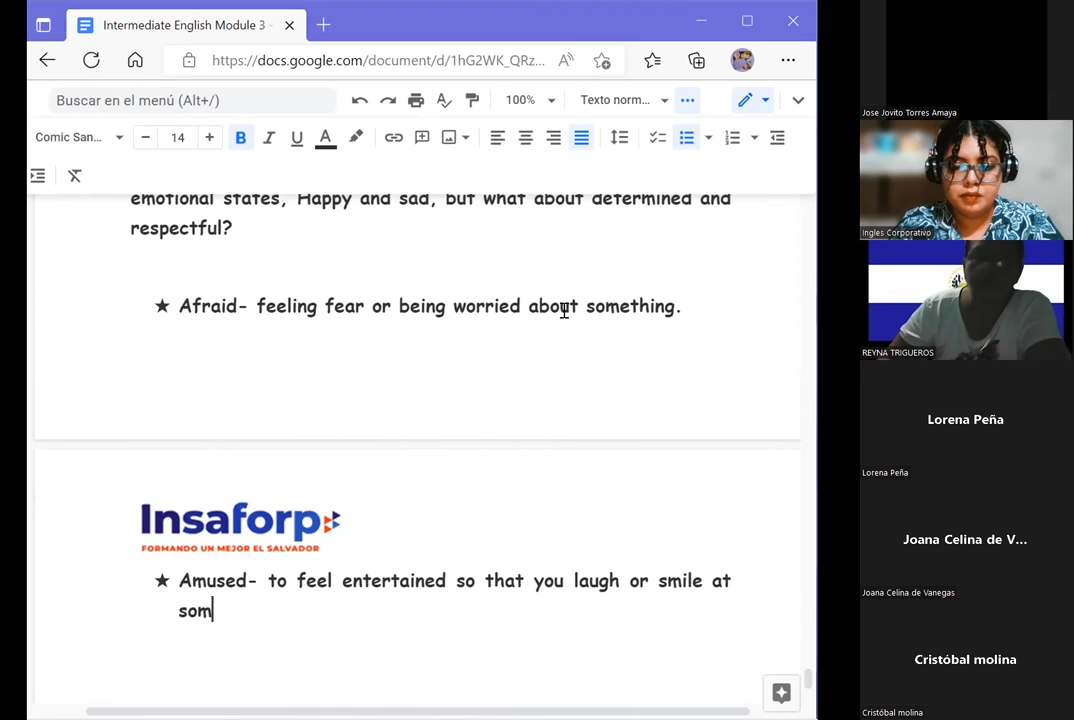 Intermediate English Module 3 -
https://docs.google.com/document/d/1hG2WK_QRz...
Buscar en el menú (Alt+/)
100%
Texto norm...
Comic San...
14
emotional states, Happy and sad, but what about determined and
respectful?
★ Afraid- feeling fear or being worried about something.
Insaforp
FORMANDO UN MEJOR EL SALVADOR
★ Amused- to feel entertained so that you laugh or smile at
som
Jose Jovito Torres Amaya
Ingles Corporativo
REYNA TRIGUEROS
Lorena Peña
Lorena Peña
Joana Celina de V...
Joana Celina de Vanegas
Cristóbal molina
Cristóbal molina